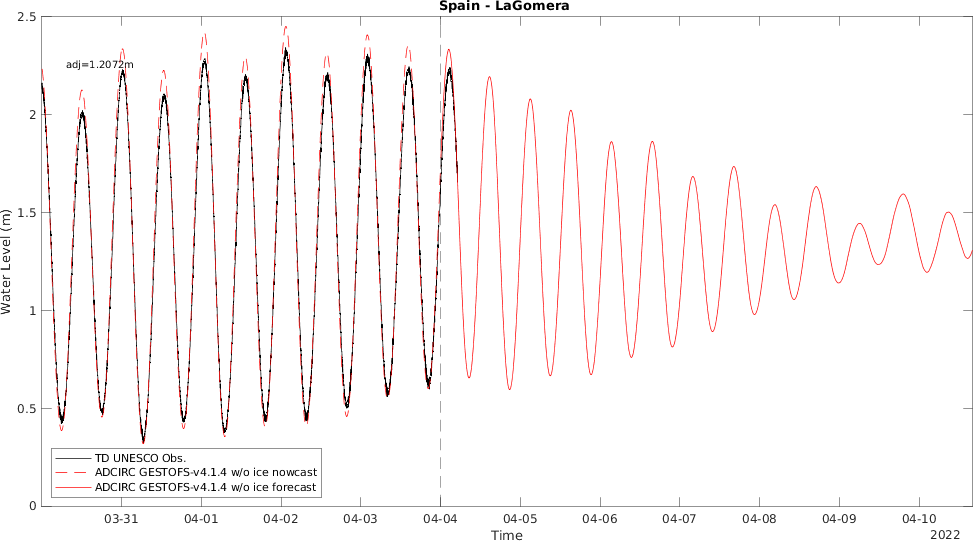 Spain - LaGomera
2.5
2
1.5
1
0.5
0
Water Level (m)
adj=1.2072m
TD UNESCO Obs.
ADCIRC GESTOFS-v4.1.4 w/o ice nowcast
ADCIRC GESTOFS-v4.1.4 w/o ice forecast
03-31 04-01 04-02 04-03 04-04 04-05 04-06 04-07 04-08 04-09 04-10
2022
Time